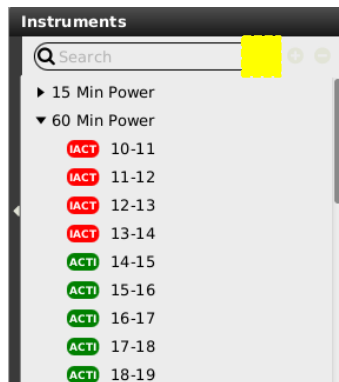 Instruments
Search
15 Min Power
60 Min Power
IACT 10-11
IACT 11-12
IACT 12-13
IACT 13-14
ACTI 14-15
ACTI 15-16
ACTI 16-17
ACTI 17-18
ACTI 18-19